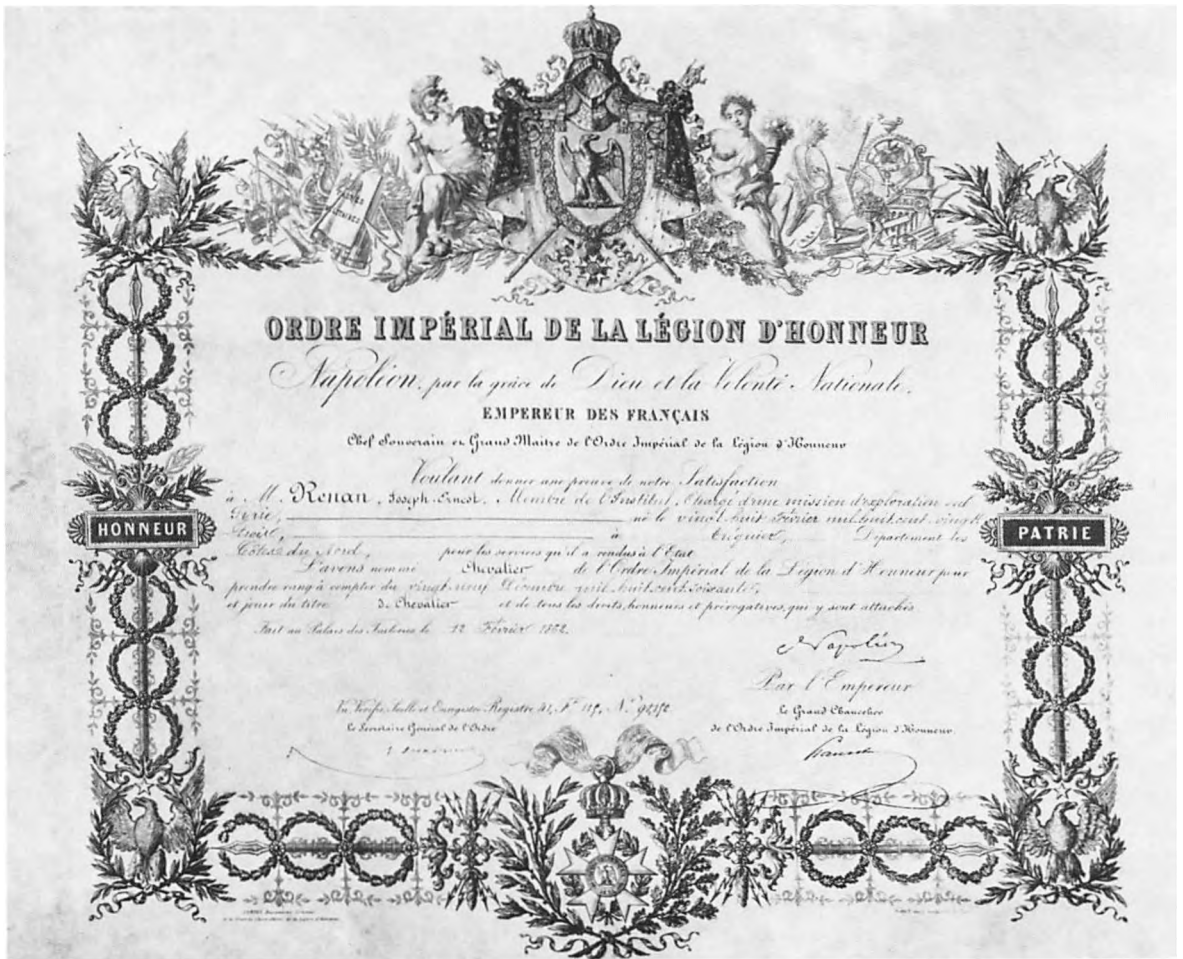 ORDRE IMPÉRIAL DE LA LÉGION D'HONNEUR
Napoléon, par la grâce de Dieu et la Volonté Nationale,
EMPEREUR DES FRANÇAIS
Chef Souverain et Grand Maître de l'Ordre Impérial de la Légion d'Honneur
Voulant donner une preuve de notre Satisfaction
à M. Renan, Joseph Ernest, Membre de l'Institut, Chargé d'une mission d'exploration en
Syrie, né le vingt huit Février mil huit cent vingt
trois, à Tréguier, Département des
Côtes du Nord, pour les services qu'il a rendus à l'Etat
L'avons nommé Chevalier de l'Ordre Impérial de la Légion d'Honneur pour
prendre rang à compter du vingt neuf Décembre mil huit cent soixante,
et jouir du titre de Chevalier et de tous les droits, honneurs et prérogatives qui y sont attachés.
Fait au Palais des Tuileries le 12 Février 1862.
Napoléon
Par l'Empereur
Vu, Vérifié, Scellé et Enregistré Registre 41, F°
Le Secrétaire Général de l'Ordre
Le Grand Chancelier
de l'Ordre Impérial de la Légion d'Honneur.
HONNEUR
PATRIE